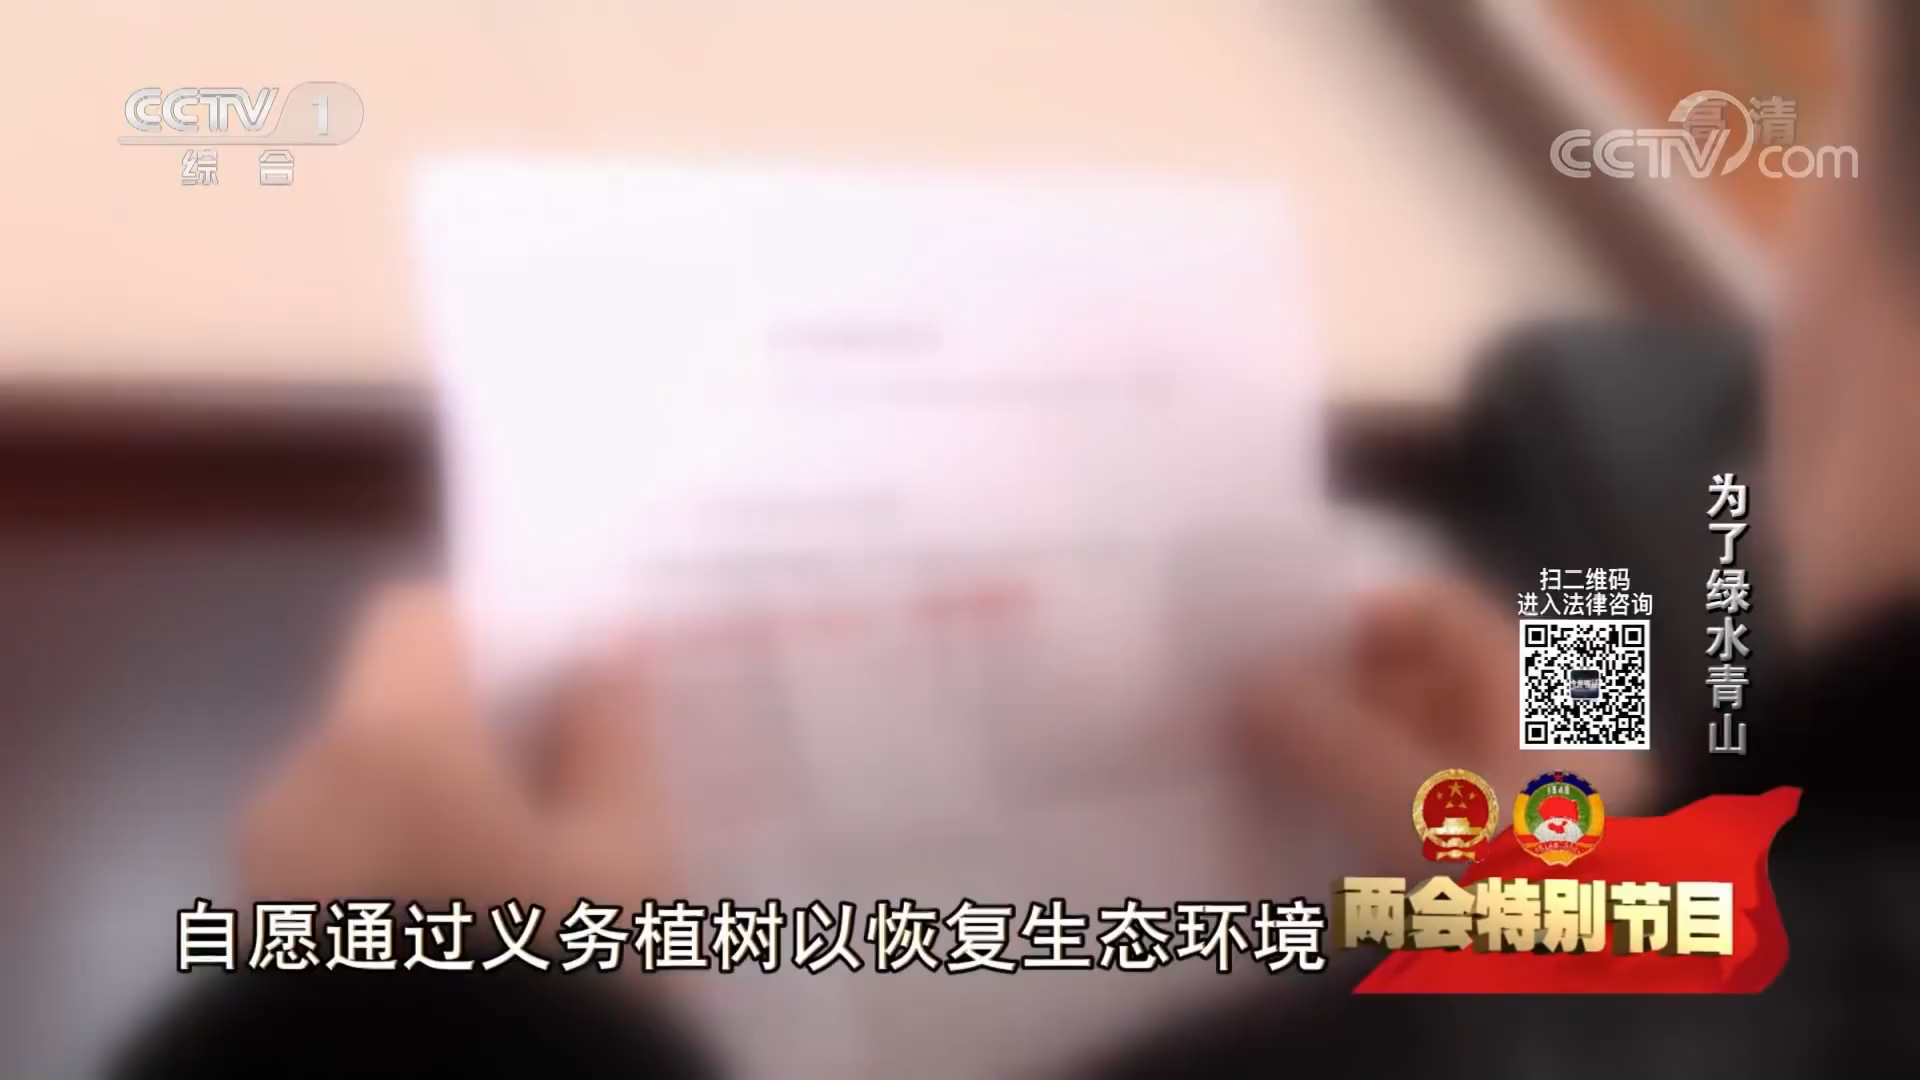 CCTV 1
综合
高清
CCTV.com
为了绿水青山
扫二维码
进入法律咨询
自愿通过义务植树以恢复生态环境
两会特别节目